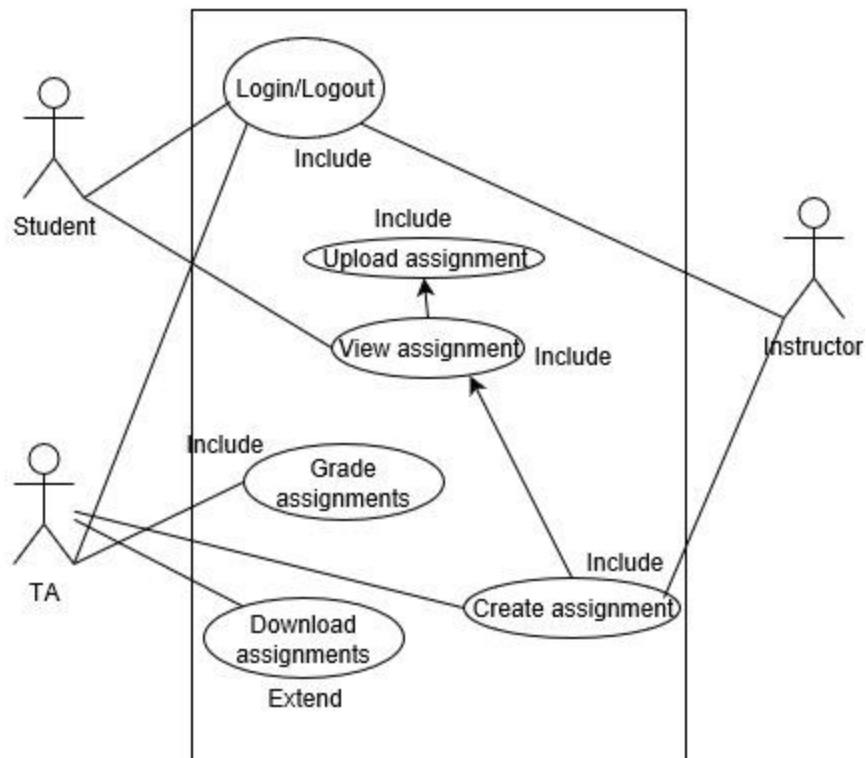 Login/Logout
Include
Student
Include
Upload assignment
View assignment
Include
Instructor
Include
Grade
assignments
Include
TA
Create assignment
Download
assignments
Extend